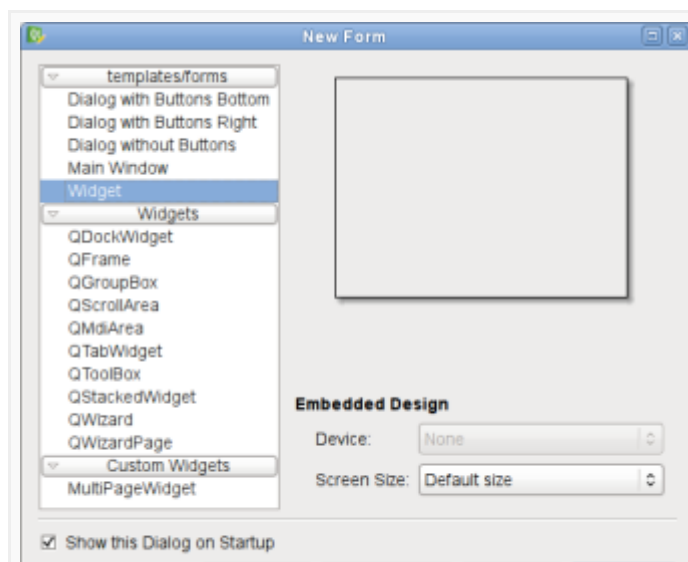 New Form
templates/forms
Dialog with Buttons Bottom
Dialog with Buttons Right
Dialog without Buttons
Main Window
Widget
Widgets
QDockWidget
QFrame
QGroupBox
QScrollArea
QMdiArea
QTabWidget
QToolBox
QStackedWidget
QWizard
QWizardPage
Custom Widgets
MultiPageWidget
Embedded Design
Device: None
Screen Size: Default size
Show this Dialog on Startup